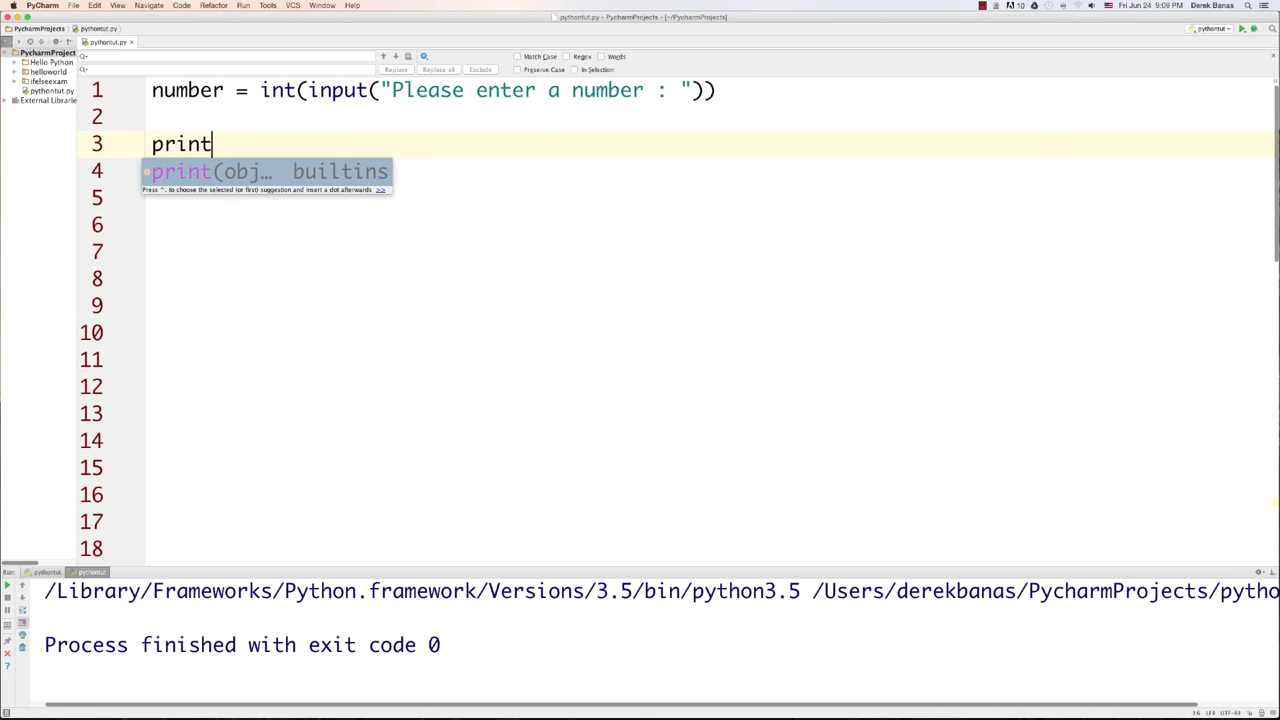 PyCharm File Edit View Navigate Code Refactor Run Tools VCS Window Help 10 Fri Jun 24 9:09 PM Derek Banas
pythontut.py - PycharmProjects - [~/PycharmProjects]
PycharmProjects pythontut.py pythontut
pythontut.py ×
PycharmProject
Hello Python
helloworld
ifelseexam
pythontut.py
External Librarie
Match Case Regex Words
Replace Replace all Exclude Preserve Case In Selection
1 number = int(input("Please enter a number : "))
2
3 print
print(obj… builtins
Press ^. to choose the selected (or first) suggestion and insert a dot afterwards >>
4
5
6
7
8
9
10
11
12
13
14
15
16
17
18
Run: pythontut pythontut
/Library/Frameworks/Python.framework/Versions/3.5/bin/python3.5 /Users/derekbanas/PycharmProjects/pytho
Process finished with exit code 0
3:6 LF‡ UTF-8‡